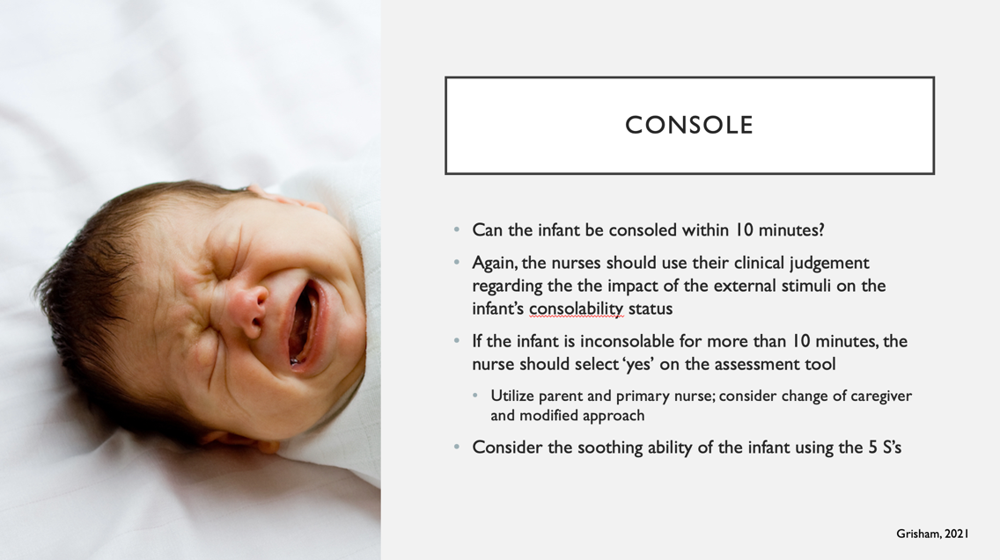 CONSOLE
• Can the infant be consoled within 10 minutes?
• Again, the nurses should use their clinical judgement
regarding the the impact of the external stimuli on the
infant’s consolability status
• If the infant is inconsolable for more than 10 minutes, the
nurse should select ‘yes’ on the assessment tool
• Utilize parent and primary nurse; consider change of caregiver
and modified approach
• Consider the soothing ability of the infant using the 5 S’s
Grisham, 2021